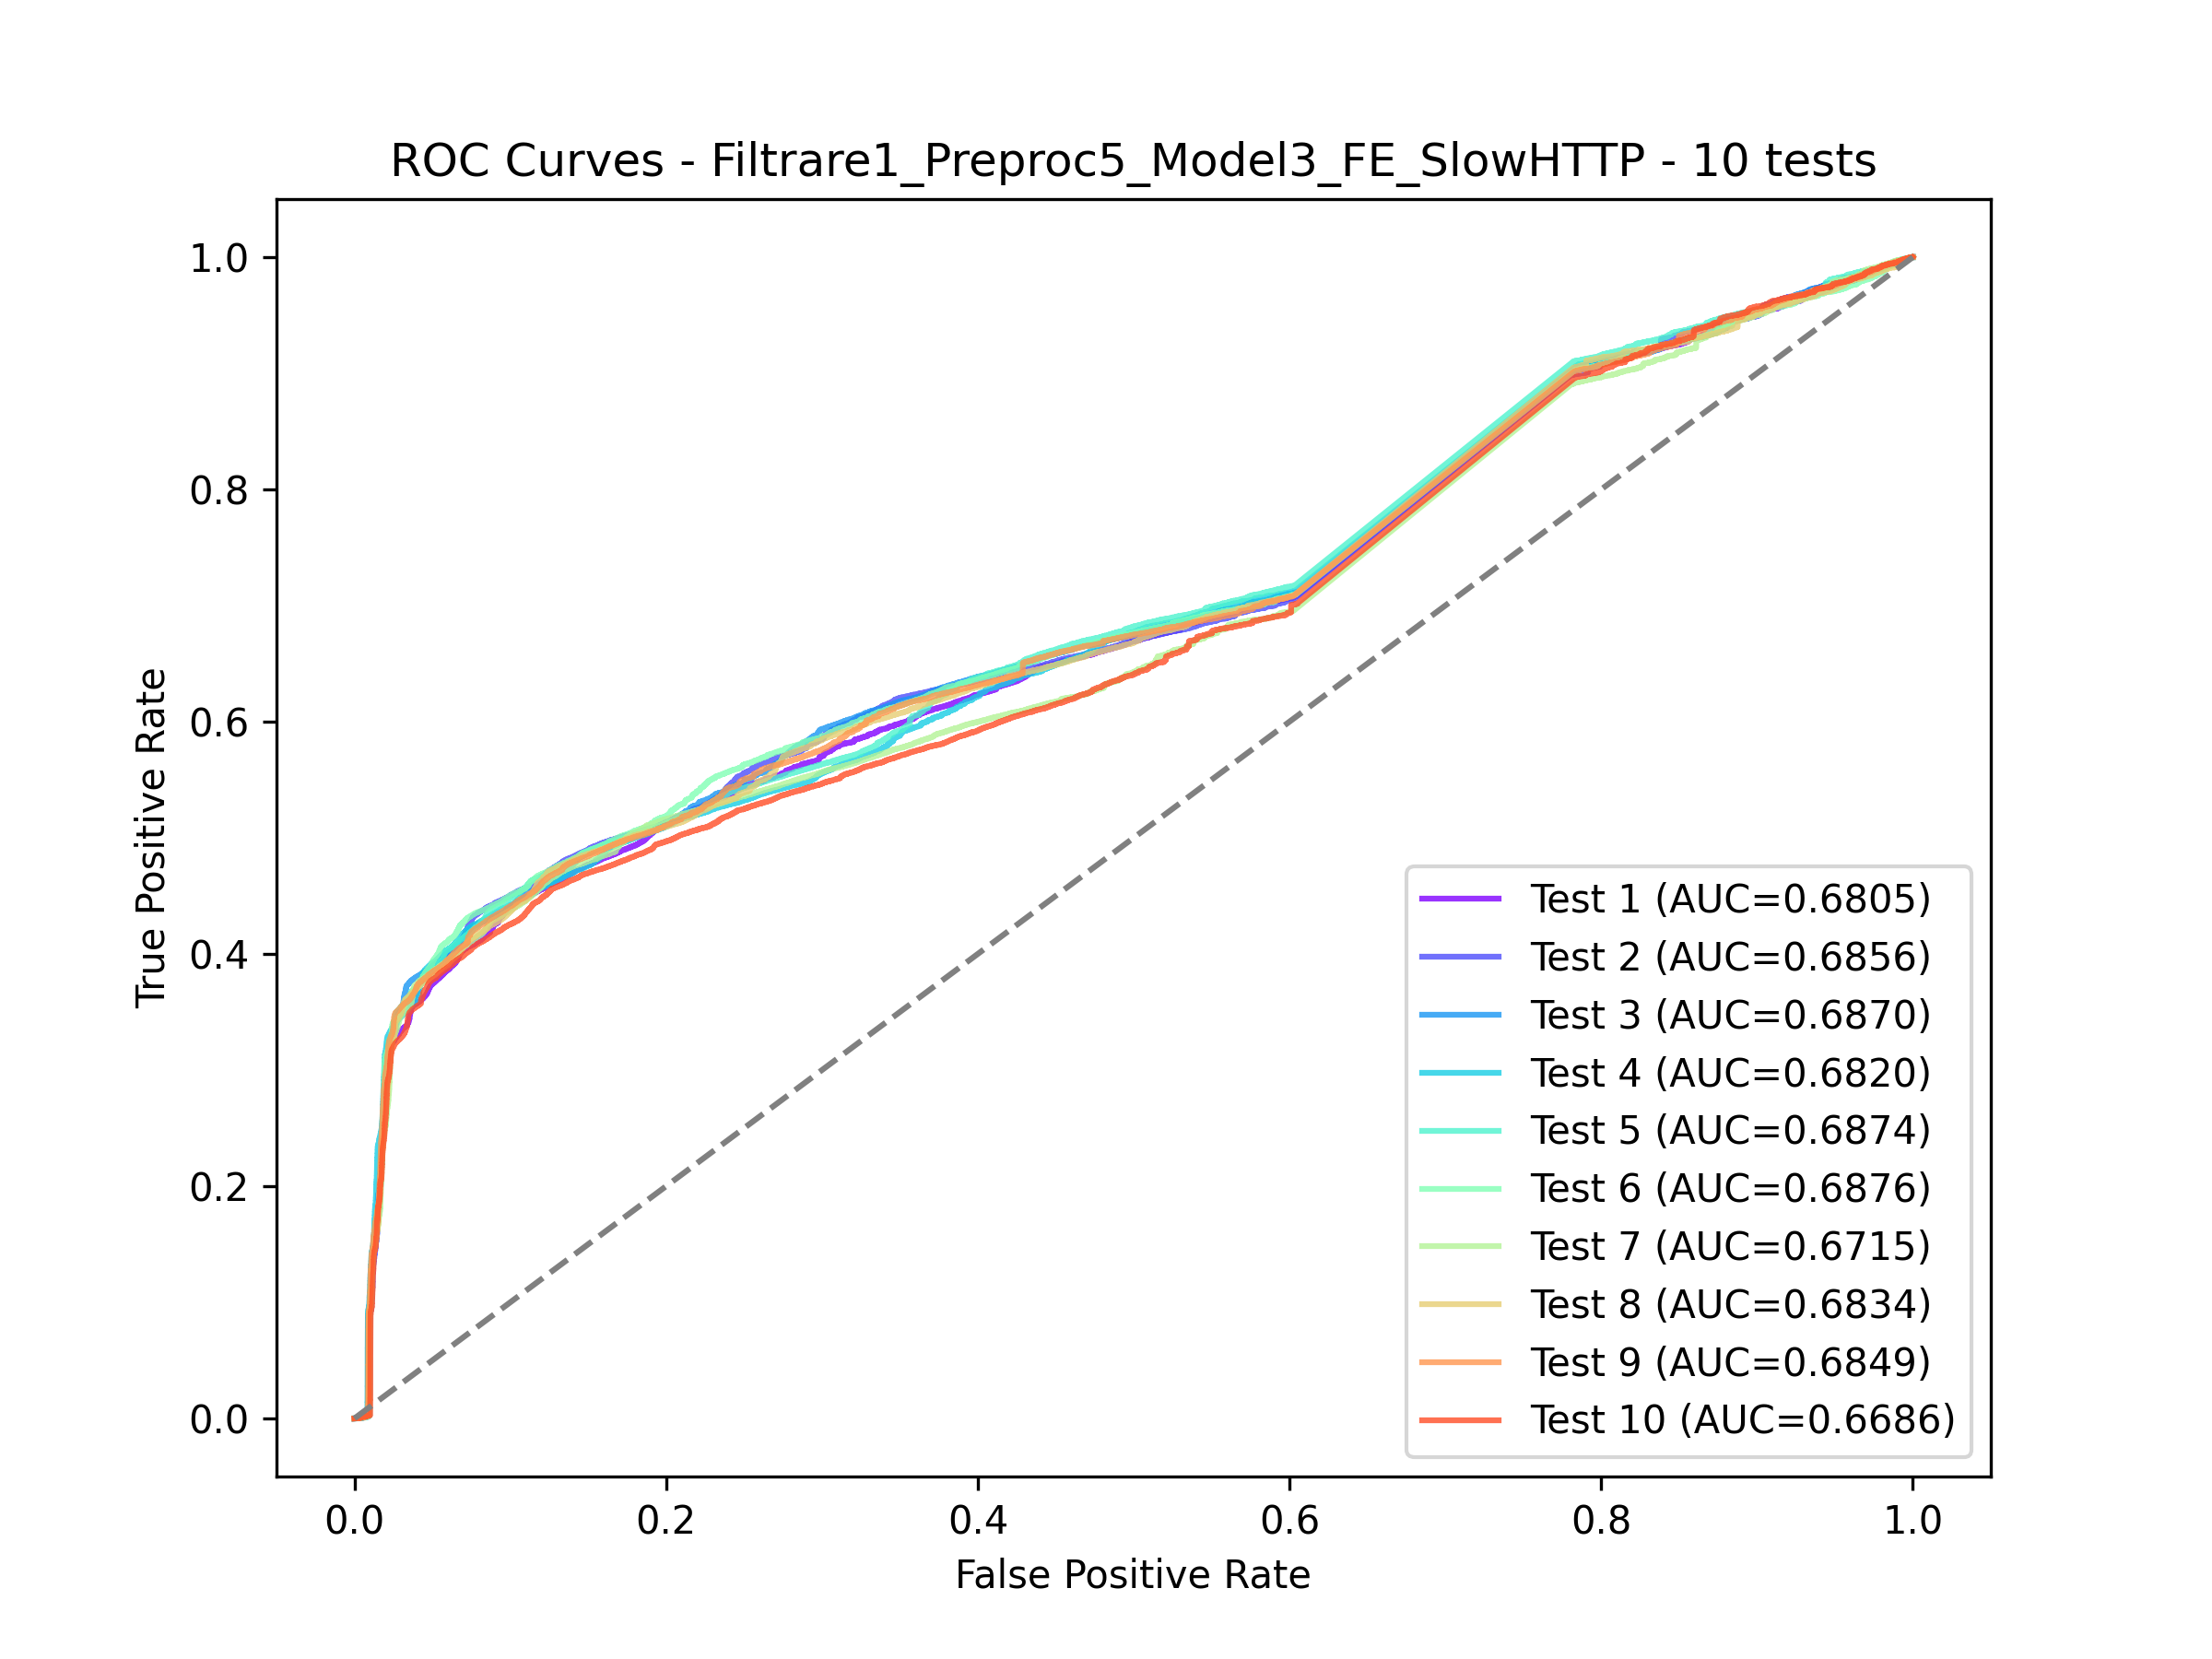 ROC Curves - Filtrare1_Preproc5_Model3_FE_SlowHTTP - 10 tests
1.0
0.8
0.6
0.4
0.2
0.0
True Positive Rate
Test 1 (AUC=0.6805)
Test 2 (AUC=0.6856)
Test 3 (AUC=0.6870)
Test 4 (AUC=0.6820)
Test 5 (AUC=0.6874)
Test 6 (AUC=0.6876)
Test 7 (AUC=0.6715)
Test 8 (AUC=0.6834)
Test 9 (AUC=0.6849)
Test 10 (AUC=0.6686)
0.0 0.2 0.4 0.6 0.8 1.0
False Positive Rate